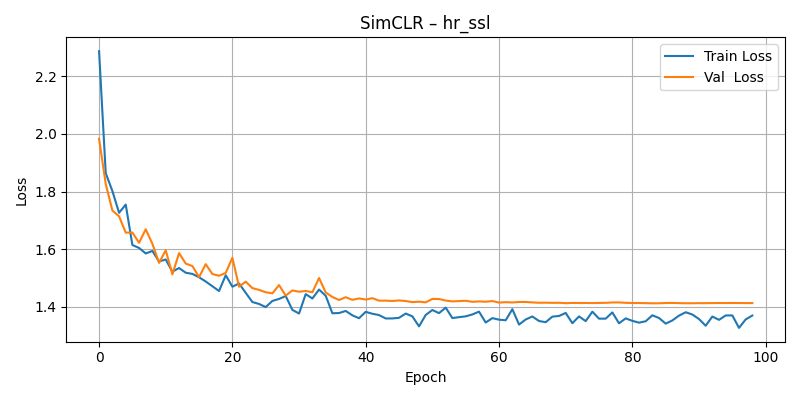 SimCLR – hr_ssl
Train Loss
Val  Loss
Loss
2.2
2.0
1.8
1.6
1.4
0 20 40 60 80 100
Epoch